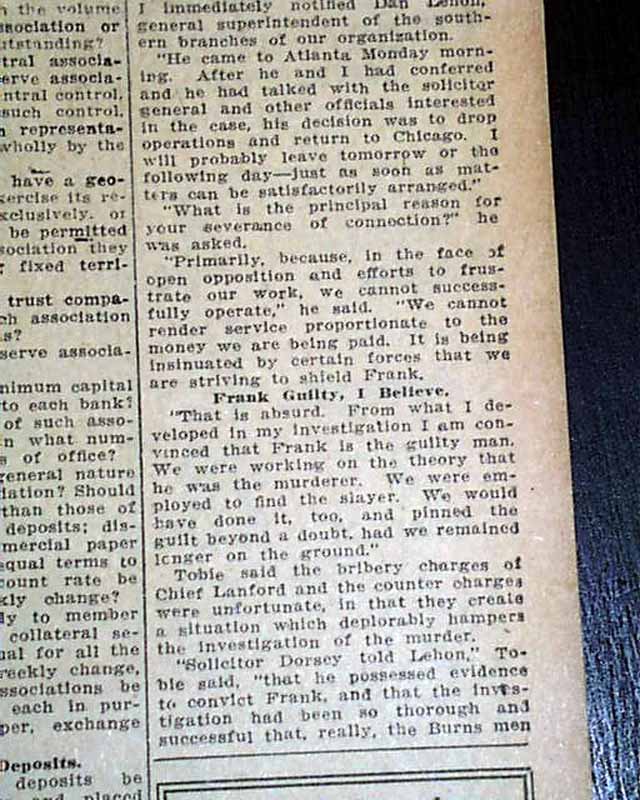 the volume
ssociation or
utstanding?
tral associa-
serve associa-
ntral control,
such control,
representa-
wholly by the
have a geo-
xercise its re-
xclusively, or
be permitted
sociation they
fixed terri-
trust compa-
ch association
s?
serve associa-
nimum capital
to each bank?
of such asso-
n what num-
s of office?
general nature
iation? Should
than those of
deposits; dis-
mercial paper
equal terms to
count rate be
kly change?
ly to member
collateral se-
ual for all the
weekly change,
ssociations be
each in pur-
per, exchange
Deposits.
deposits be
and placed
I immediately notified Dan Lehon,
general superintendent of the south-
ern branches of our organization.
"He came to Atlanta Monday morn-
ing. After he and I had conferred
and he had talked with the solicitor
general and other officials interested
in the case, his decision was to drop
operations and return to Chicago. I
will probably leave tomorrow or the
following day—just as soon as mat-
ters can be satisfactorily arranged."
"What is the principal reason for
your severance of connection?" he
was asked.
"Primarily, because, in the face of
open opposition and efforts to frus-
trate our work, we cannot success-
fully operate," he said. "We cannot
render service proportionate to the
money we are being paid. It is being
insinuated by certain forces that we
are striving to shield Frank.
Frank Guilty, I Believe.
"That is absurd. From what I de-
veloped in my investigation I am con-
vinced that Frank is the guilty man.
We were working on the theory that
he was the murderer. We were em-
ployed to find the slayer. We would
have done it, too, and pinned the
guilt beyond a doubt, had we remained
longer on the ground."
Tobie said the bribery charges of
Chief Lanford and the counter charges
were unfortunate, in that they create
a situation which deplorably hampers
the investigation of the murder.
"Solicitor Dorsey told Lehon," To-
bie said, "that he possessed evidence
to convict Frank, and that the inves-
tigation had been so thorough and
successful that, really, the Burns men